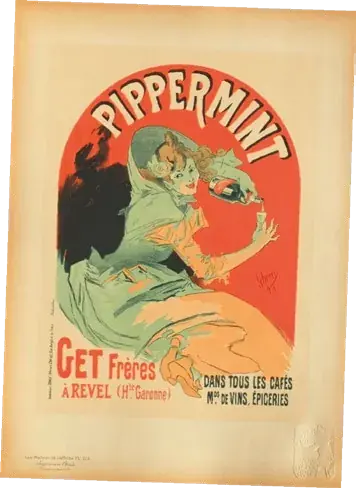 PIPPERMINT
GET Frères
à REVEL (Hte Garonne)
DANS TOUS LES CAFÉS
Mds DE VINS, ÉPICERIES